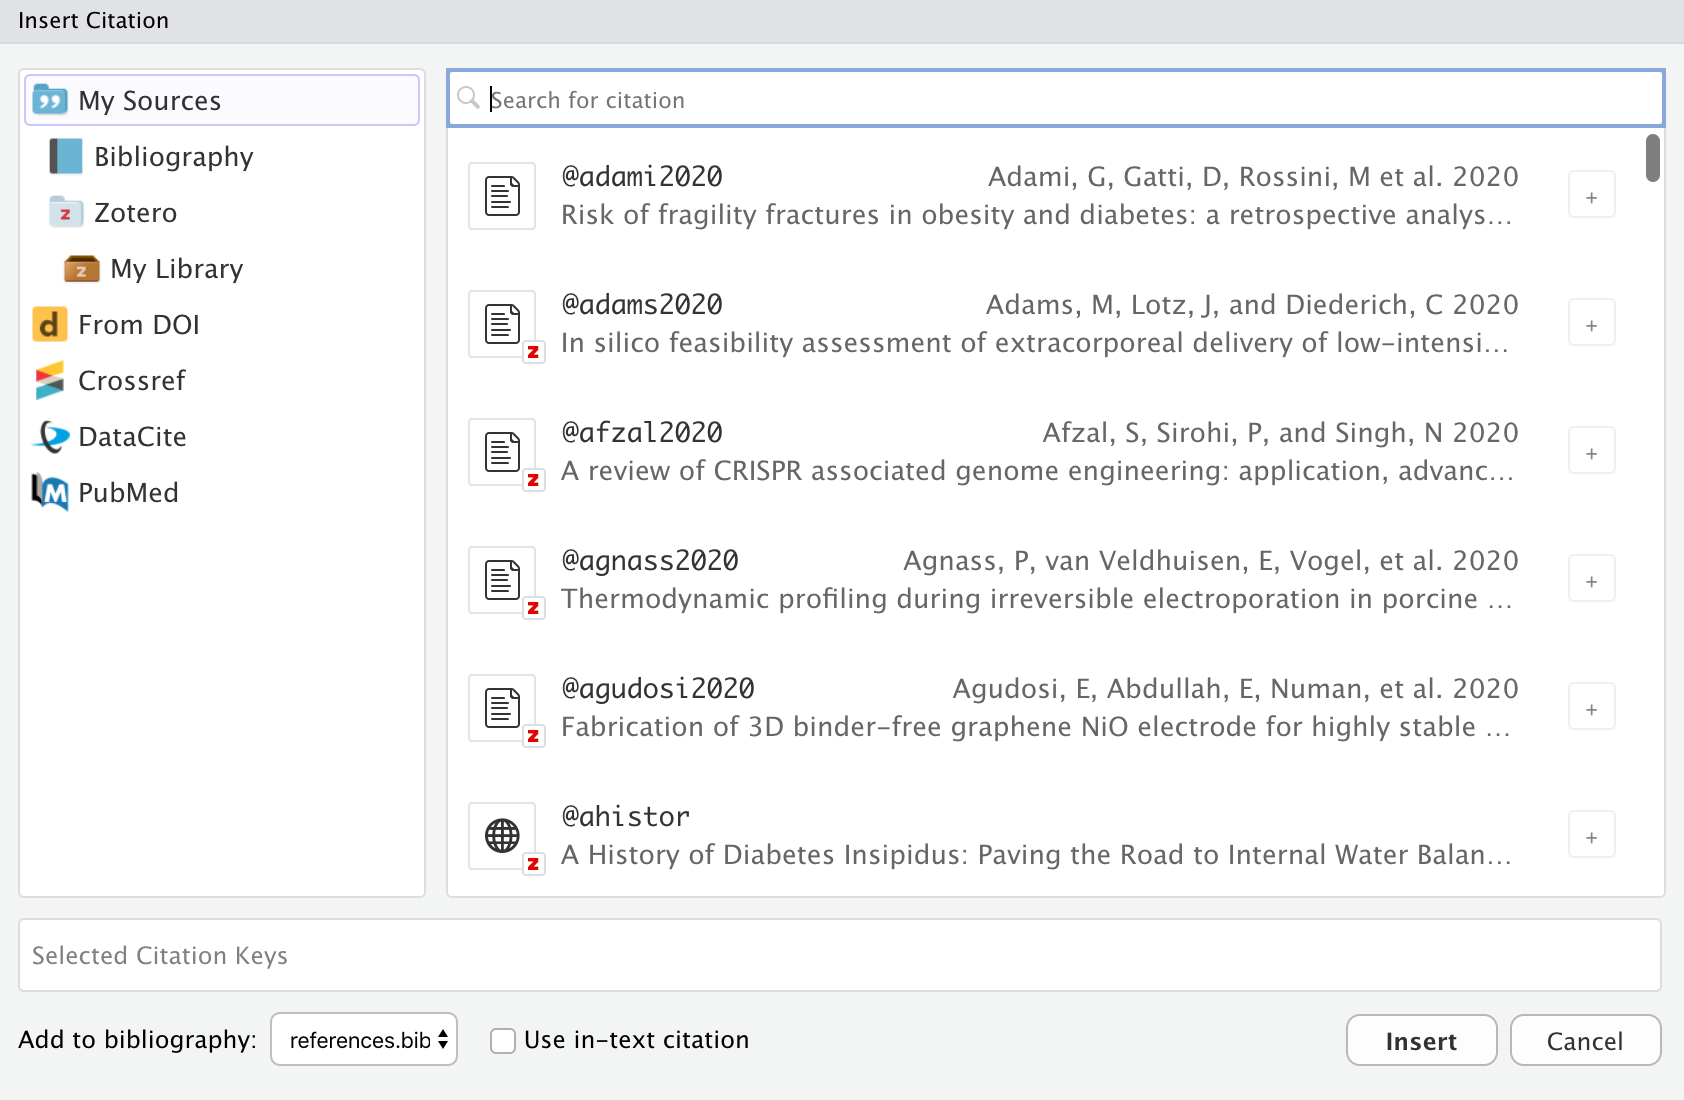 Insert Citation
My Sources
Bibliography
Zotero
My Library
From DOI
Crossref
DataCite
PubMed
Search for citation
@adami2020 Adami, G, Gatti, D, Rossini, M et al. 2020
Risk of fragility fractures in obesity and diabetes: a retrospective analys...
@adams2020 Adams, M, Lotz, J, and Diederich, C 2020
In silico feasibility assessment of extracorporeal delivery of low-intensi...
@afzal2020 Afzal, S, Sirohi, P, and Singh, N 2020
A review of CRISPR associated genome engineering: application, advanc...
@agnass2020 Agnass, P, van Veldhuisen, E, Vogel, et al. 2020
Thermodynamic profiling during irreversible electroporation in porcine ...
@agudosi2020 Agudosi, E, Abdullah, E, Numan, et al. 2020
Fabrication of 3D binder-free graphene NiO electrode for highly stable ...
@ahistor
A History of Diabetes Insipidus: Paving the Road to Internal Water Balan...
Selected Citation Keys
Add to bibliography: references.bib Use in-text citation Insert Cancel